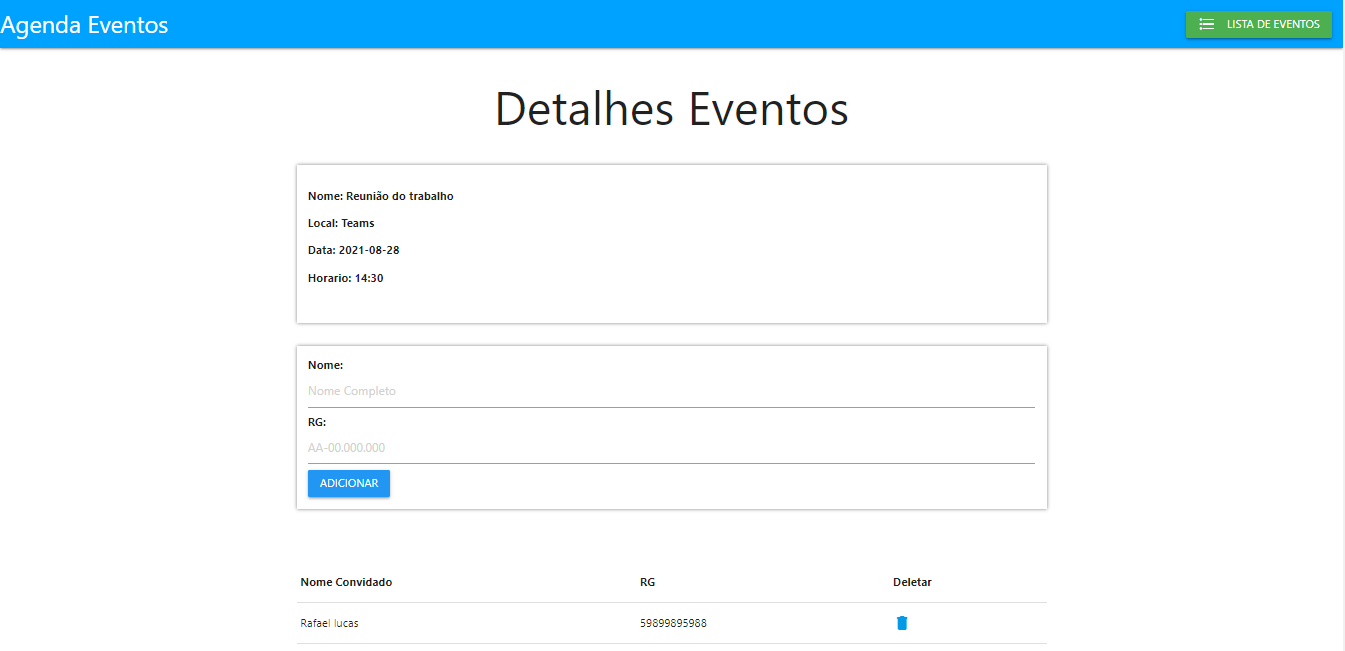 Agenda Eventos
LISTA DE EVENTOS
Detalhes Eventos
Nome: Reunião do trabalho
Local: Teams
Data: 2021-08-28
Horario: 14:30
Nome:
Nome Completo
RG:
AA-00.000.000
ADICIONAR
Nome Convidado RG Deletar
Rafael lucas 59899895988